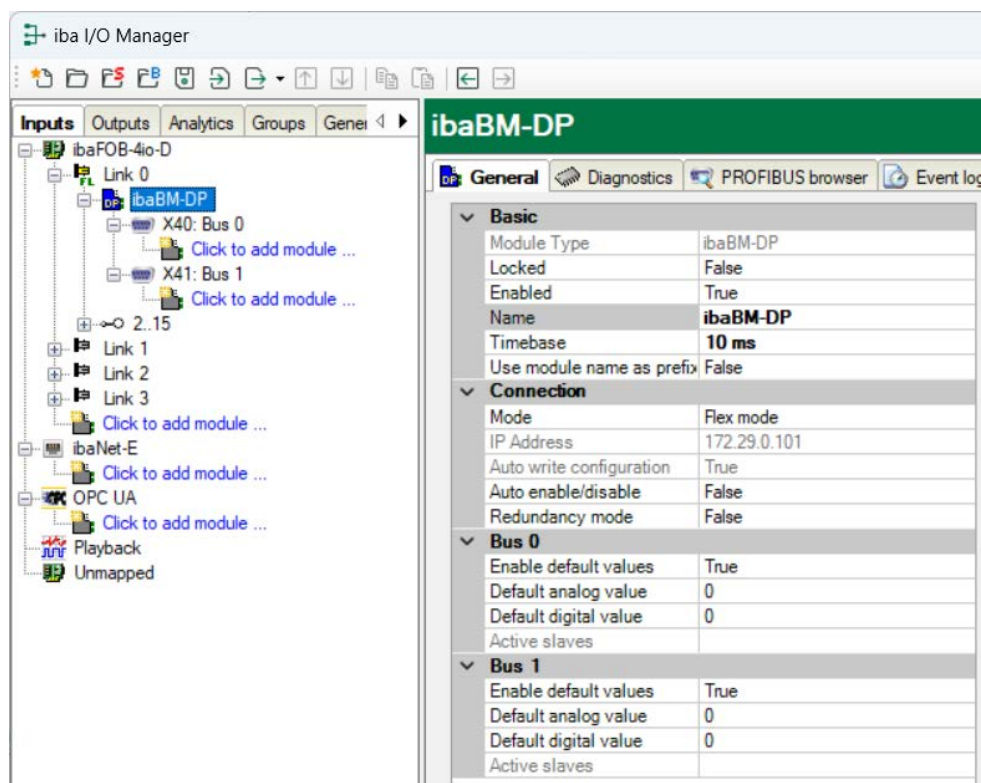 iba I/O Manager
Inputs Outputs Analytics Groups Gener
ibaFOB-4io-D
FL Link 0
DP ibaBM-DP
X40: Bus 0
Click to add module ...
X41: Bus 1
Click to add module ...
2..15
Link 1
Link 2
Link 3
Click to add module ...
ibaNet-E
Click to add module ...
OPC UA
Click to add module ...
Playback
Unmapped
ibaBM-DP
DP General Diagnostics PROFIBUS browser Event log
Basic
Module Type ibaBM-DP
Locked False
Enabled True
Name ibaBM-DP
Timebase 10 ms
Use module name as prefix False
Connection
Mode Flex mode
IP Address 172.29.0.101
Auto write configuration True
Auto enable/disable False
Redundancy mode False
Bus 0
Enable default values True
Default analog value 0
Default digital value 0
Active slaves
Bus 1
Enable default values True
Default analog value 0
Default digital value 0
Active slaves